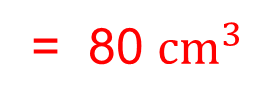 = 80 cm³